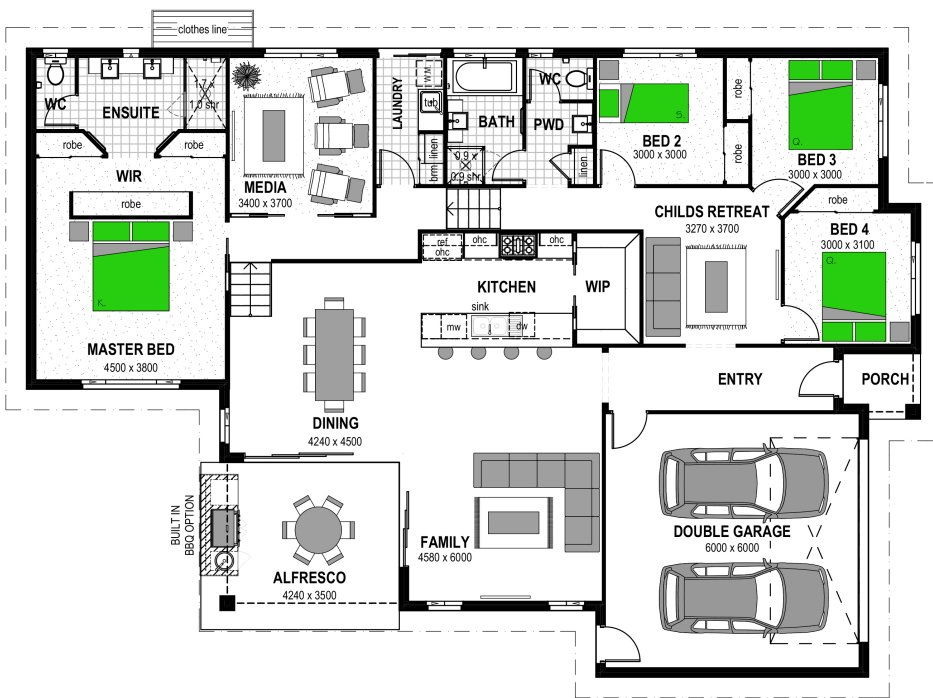 clothes line
WC
ENSUITE
1.7 x
1.0 shr
robe
robe
WIR
robe
K.
MASTER BED
4500 x 3800
MEDIA
3400 x 3700
LAUNDRY
W.M
tub
linen
brm
BATH
0.9 x
0.9 shr
WC
PWD
linen
S.
BED 2
3000 x 3000
robe
robe
Q.
BED 3
3000 x 3000
CHILDS RETREAT
3270 x 3700
robe
BED 4
3000 x 3100
Q.
ref
ohc
ohc
ohc
KITCHEN
WIP
sink
mw
dw
ENTRY
PORCH
DINING
4240 x 4500
BUILT IN
BBQ OPTION
ALFRESCO
4240 x 3500
FAMILY
4580 x 6000
DOUBLE GARAGE
6000 x 6000